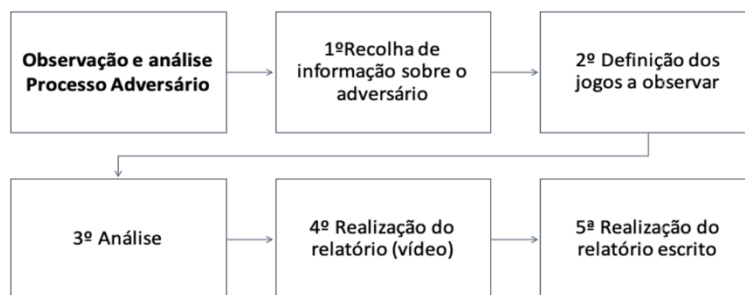 Observação e análise
Processo Adversário
1ºRecolha de
informação sobre o
adversário
2º Definição dos
jogos a observar
3º Análise
4º Realização do
relatório (vídeo)
5ª Realização do
relatório escrito